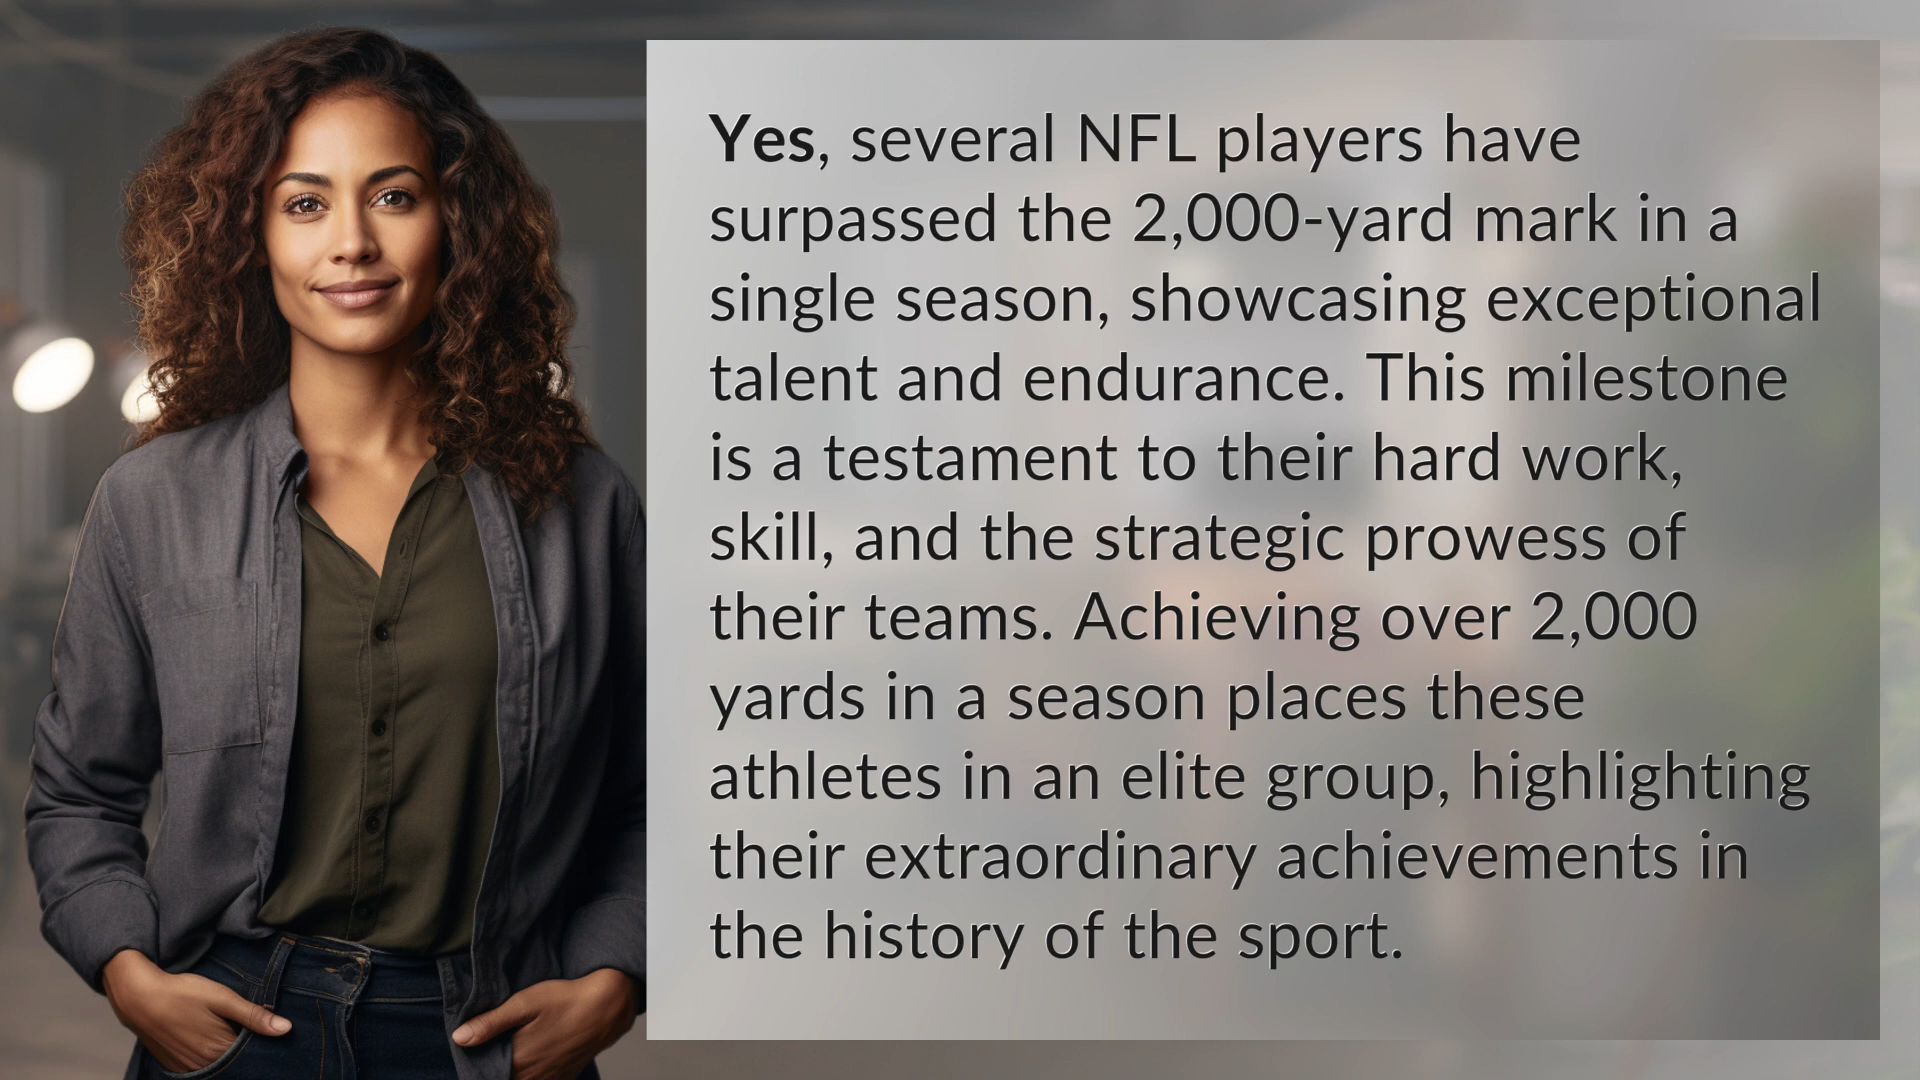 Yes, several NFL players have
surpassed the 2,000-yard mark in a
single season, showcasing exceptional
talent and endurance. This milestone
is a testament to their hard work,
skill, and the strategic prowess of
their teams. Achieving over 2,000
yards in a season places these
athletes in an elite group, highlighting
their extraordinary achievements in
the history of the sport.